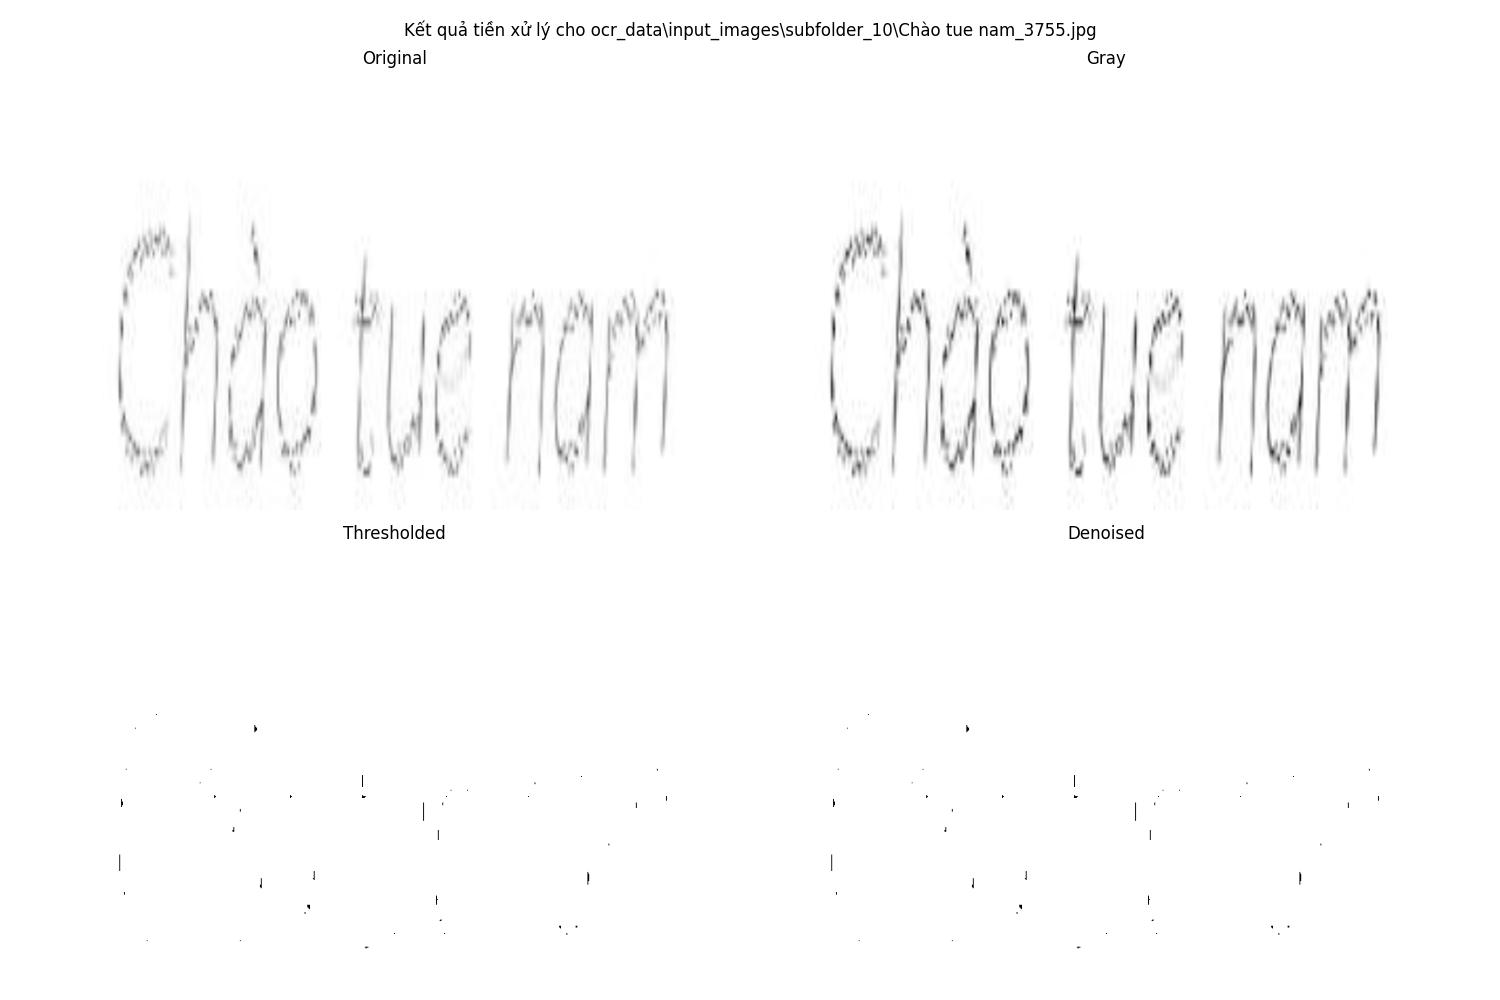 Kết quả tiền xử lý cho ocr_data\input_images\subfolder_10\Chào tue nam_3755.jpg
Original
Gray
Chào tue nam
Chào tue nam
Thresholded
Denoised